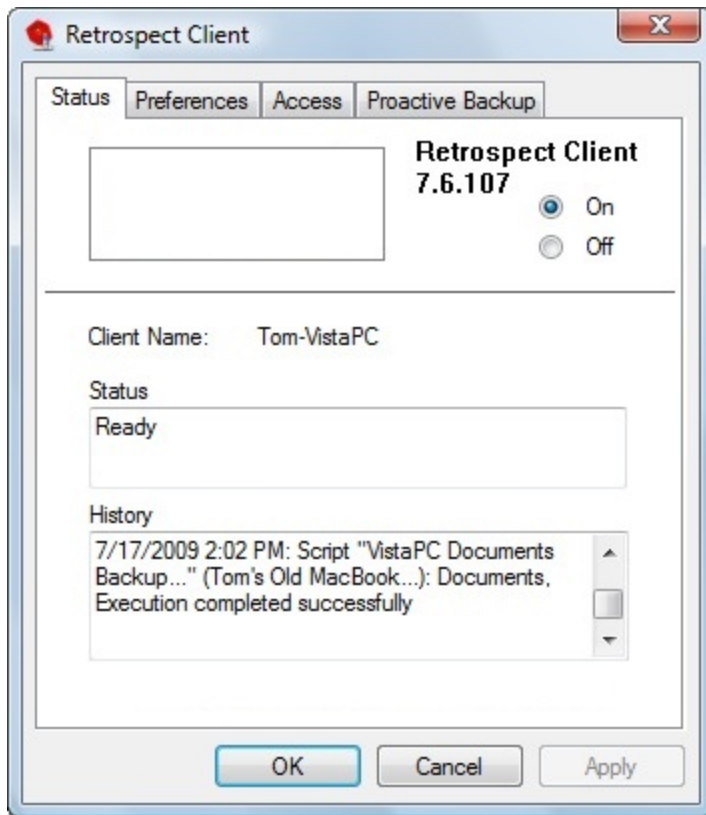 Retrospect Client
Status
Preferences
Access
Proactive Backup
Retrospect Client
7.6.107
On
Off
Client Name:
Tom-VistaPC
Status
Ready
History
7/17/2009 2:02 PM: Script "VistaPC Documents
Backup..." (Tom's Old MacBook...): Documents,
Execution completed successfully
OK
Cancel
Apply